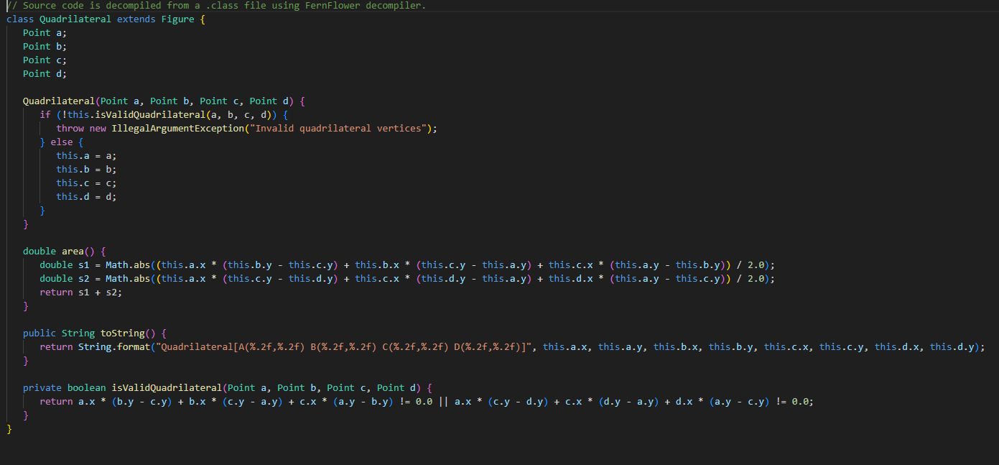 // Source code is decompiled from a .class file using FernFlower decompiler.
class Quadrilateral extends Figure {
   Point a;
   Point b;
   Point c;
   Point d;

   Quadrilateral(Point a, Point b, Point c, Point d) {
      if (!this.isValidQuadrilateral(a, b, c, d)) {
         throw new IllegalArgumentException("Invalid quadrilateral vertices");
      } else {
         this.a = a;
         this.b = b;
         this.c = c;
         this.d = d;
      }
   }

   double area() {
      double s1 = Math.abs((this.a.x * (this.b.y - this.c.y) + this.b.x * (this.c.y - this.a.y) + this.c.x * (this.a.y - this.b.y)) / 2.0);
      double s2 = Math.abs((this.a.x * (this.c.y - this.d.y) + this.c.x * (this.d.y - this.a.y) + this.d.x * (this.a.y - this.c.y)) / 2.0);
      return s1 + s2;
   }

   public String toString() {
      return String.format("Quadrilateral[A(%.2f,%.2f) B(%.2f,%.2f) C(%.2f,%.2f) D(%.2f,%.2f)]", this.a.x, this.a.y, this.b.x, this.b.y, this.c.x, this.c.y, this.d.x, this.d.y);
   }

   private boolean isValidQuadrilateral(Point a, Point b, Point c, Point d) {
      return a.x * (b.y - c.y) + b.x * (c.y - a.y) + c.x * (a.y - b.y) != 0.0 || a.x * (c.y - d.y) + c.x * (d.y - a.y) + d.x * (a.y - c.y) != 0.0;
   }
}